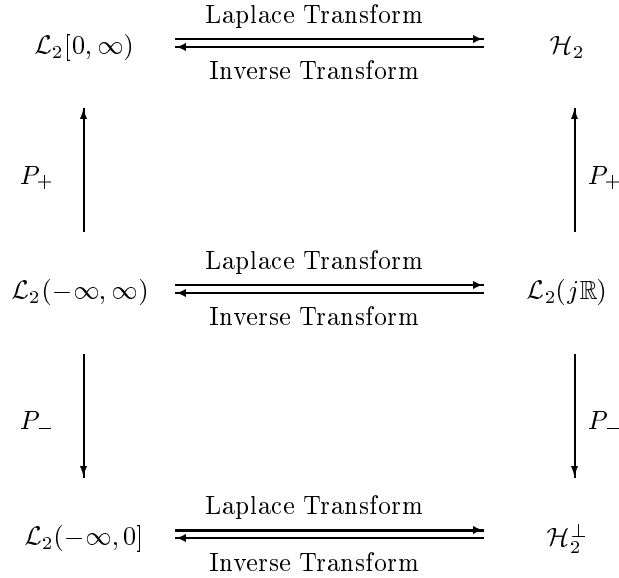 Laplace Transform
ℒ₂[0, ∞) ℋ₂
Inverse Transform
P₊ P₊
Laplace Transform
ℒ₂(−∞, ∞) ℒ₂(jℝ)
Inverse Transform
P₋ P₋
Laplace Transform
ℒ₂(−∞, 0] ℋ₂^⊥
Inverse Transform